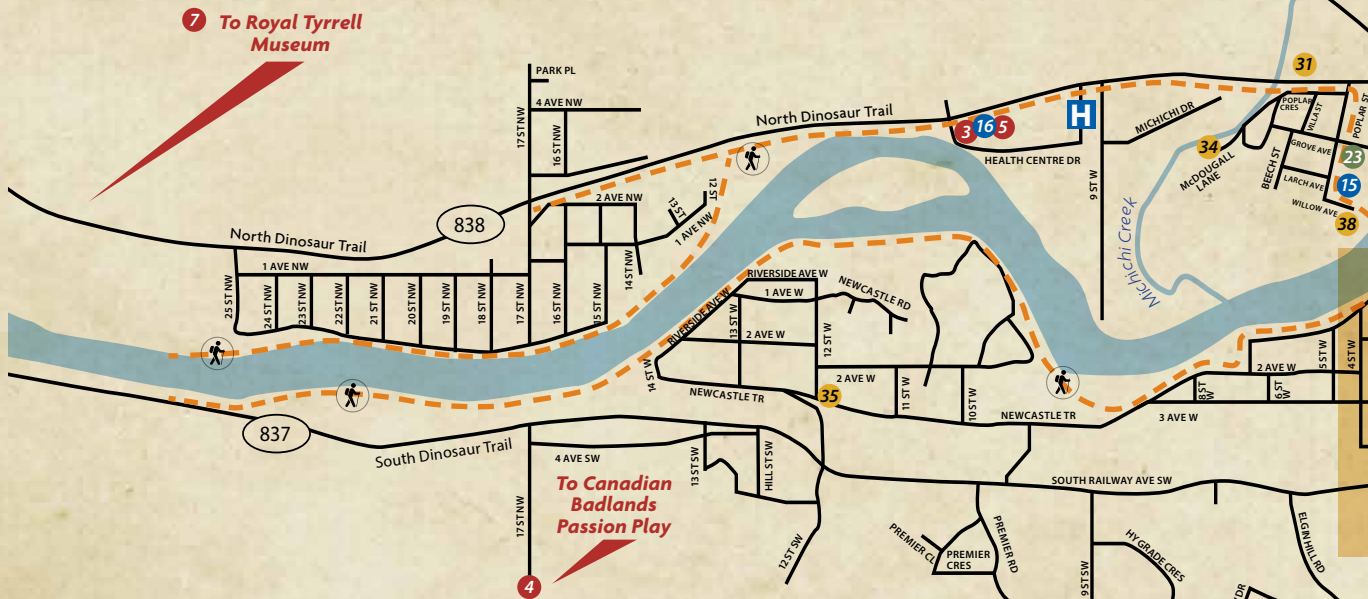 7
To Royal Tyrrell
Museum
31
PARK PL
4 AVE NW
17 ST NW
16 ST NW
North Dinosaur Trail
3
16
5
H
HEALTH CENTRE DR
MICHICHI DR
9 ST W
Michichi Creek
34
McDOUGALL
LANE
POPLAR
CRES
VILLA ST
POPLAR ST
GROVE AVE
BEECH ST
LARCH AVE
WILLOW AVE
23
15
38
838
North Dinosaur Trail
2 AVE NW
13 ST
12 ST
1 AVE NW
14 ST NW
1 AVE NW
25 ST NW
24 ST NW
23 ST NW
22 ST NW
21 ST NW
20 ST NW
19 ST NW
18 ST NW
17 ST NW
16 ST NW
15 ST NW
RIVERSIDE AVE W
RIVERSIDE AVE W
1 AVE W
NEWCASTLE RD
13 ST W
2 AVE W
12 ST W
14 ST W
NEWCASTLE TR
35
2 AVE W
11 ST W
10 ST W
NEWCASTLE TR
2 AVE W
8 ST
W
6 ST
W
5 ST W
4 ST W
3 AVE W
837
South Dinosaur Trail
4 AVE SW
13 ST SW
HILL ST SW
17 ST NW
To Canadian
Badlands
Passion Play
4
12 ST SW
SOUTH RAILWAY AVE SW
PREMIER CL
PREMIER
CRES
PREMIER RD
9 ST SW
HY GRADE CRES
ELGIN HILL RD